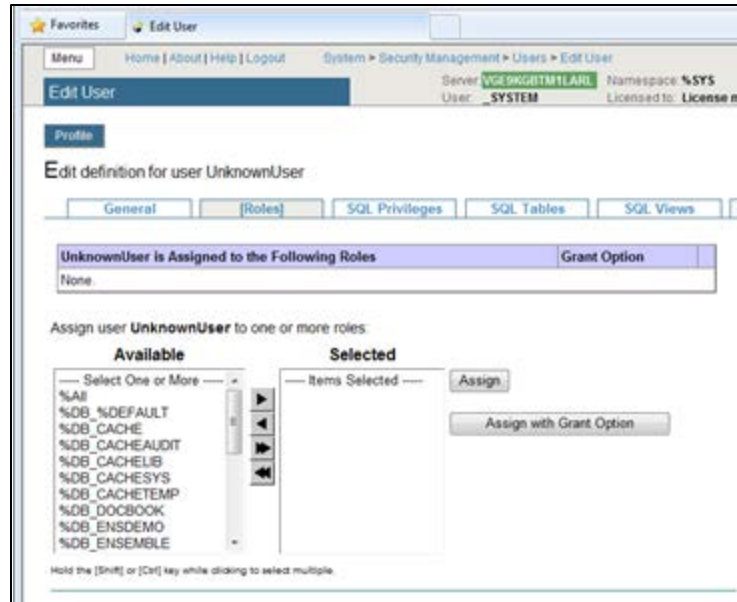 Favorites Edit User
Menu Home | About | Help | Logout System > Security Management > Users > Edit User
Server: VGE9KGBTM1LARL Namespace: %SYS
Edit User
User: _SYSTEM Licensed to: License m
Profile
Edit definition for user UnknownUser
General [Roles] SQL Privileges SQL Tables SQL Views
UnknownUser is Assigned to the Following Roles Grant Option
None.
Assign user UnknownUser to one or more roles:
Available Selected
----- Select One or More ----- ----- Items Selected ----- Assign
%All
%DB_%DEFAULT
%DB_CACHE
Assign with Grant Option
%DB_CACHEAUDIT
%DB_CACHELIB
%DB_CACHESYS
%DB_CACHETEMP
%DB_DOCBOOK
%DB_ENSDEMO
%DB_ENSEMBLE
Hold the [Shift] or [Ctrl] key while clicking to select multiple.